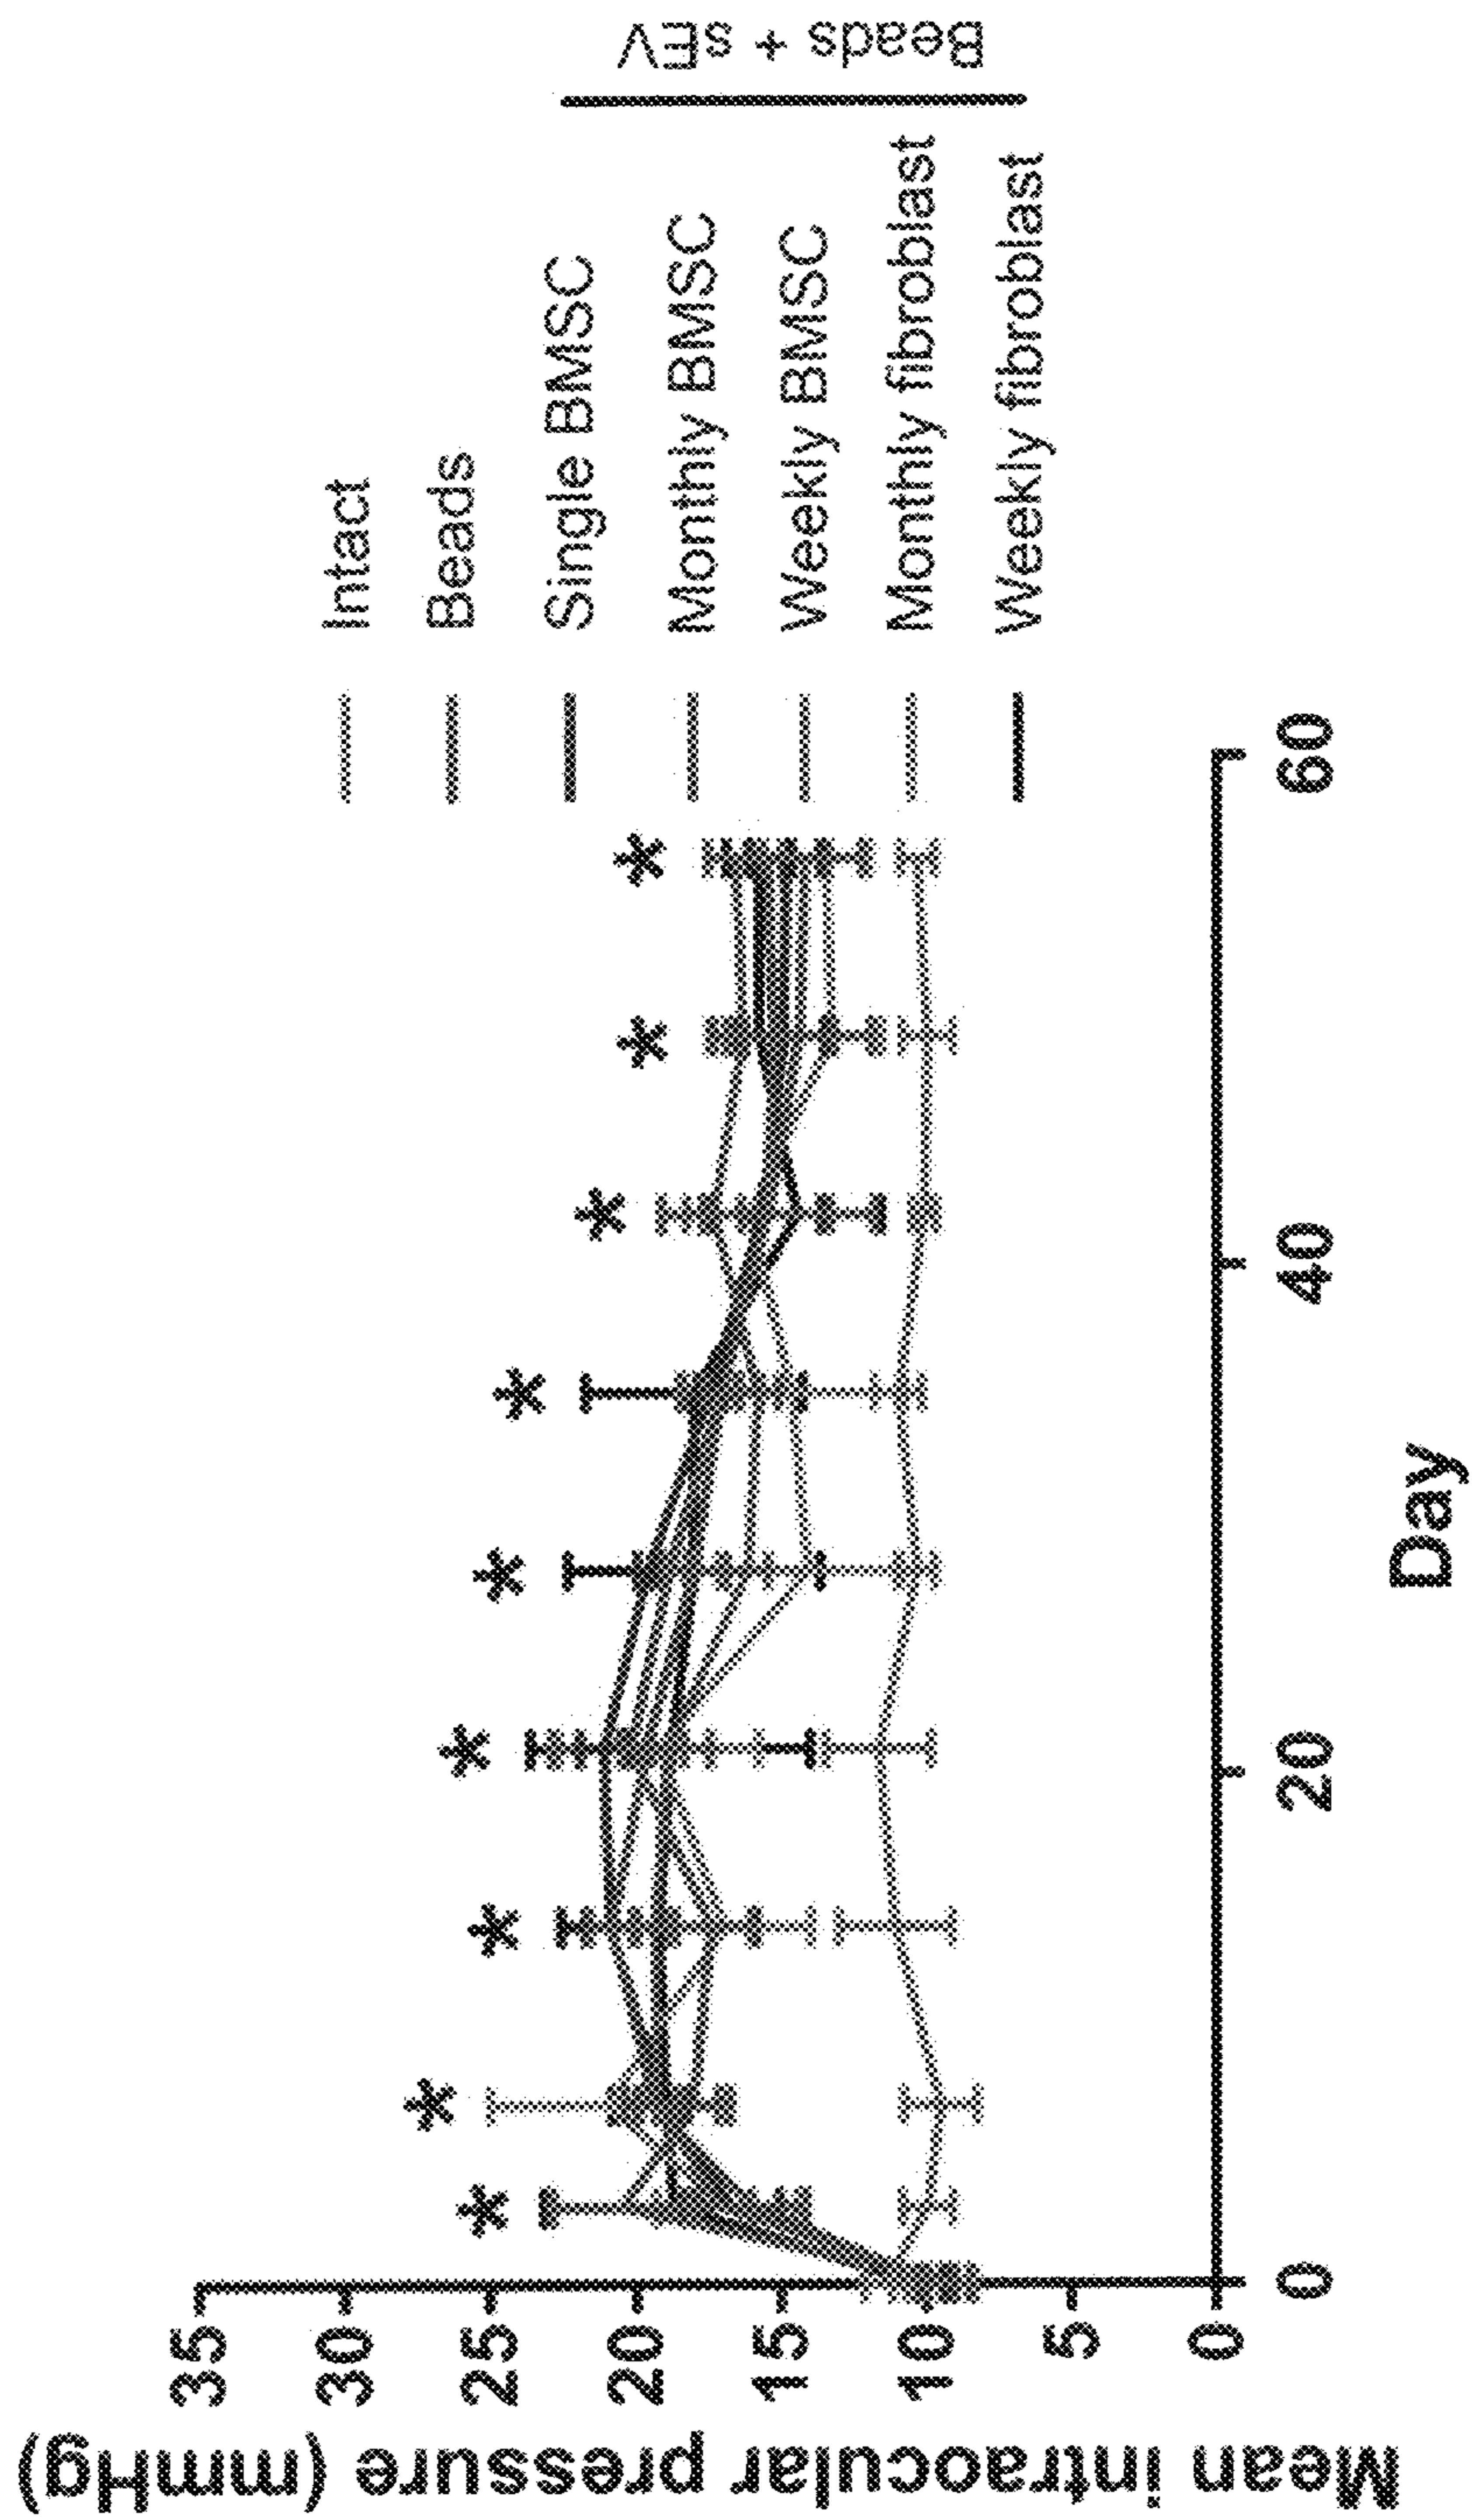 Mean intraocular pressure (mmHg)
35
30
25
20
15
10
5
0
*
*
*
*
*
*
*
*
*
0
20
40
60
Day
Intact
Beads
Single BMSC
Monthly BMSC
Weekly BMSC
Monthly fibroblast
Weekly fibroblast
Beads + sEV